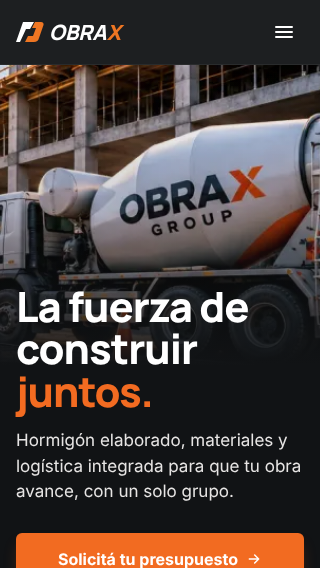 OBRAX
OBRAX
GROUP
La fuerza de
construir
juntos.
Hormigón elaborado, materiales y
logística integrada para que tu obra
avance, con un solo grupo.
Solicitá tu presupuesto →